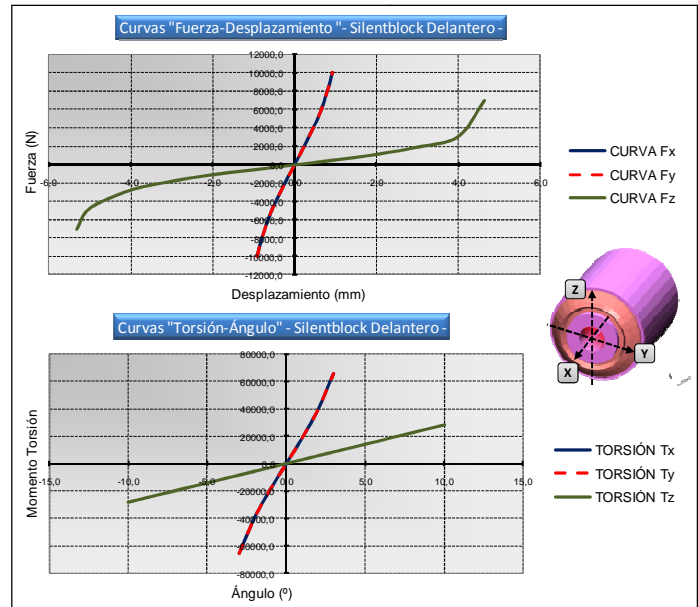 Curvas "Fuerza-Desplazamiento "- Silentblock Delantero -
12000,0
10000,0
8000,0
6000,0
4000,0
2000,0
0,0
-6,0
-4,0
-2,0
0,0
2,0
4,0
6,0
-2000,0
-4000,0
-6000,0
-8000,0
-10000,0
-12000,0
Fuerza (N)
Desplazamiento (mm)
CURVA Fx
CURVA Fy
CURVA Fz
Z
Y
X
Curvas "Torsión-Ángulo" - Silentblock Delantero -
80000,0
60000,0
40000,0
20000,0
0,0
-15,0
-10,0
-5,0
0,0
5,0
10,0
15,0
-20000,0
-40000,0
-60000,0
-80000,0
Momento Torsión
Ángulo (º)
TORSIÓN Tx
TORSIÓN Ty
TORSIÓN Tz